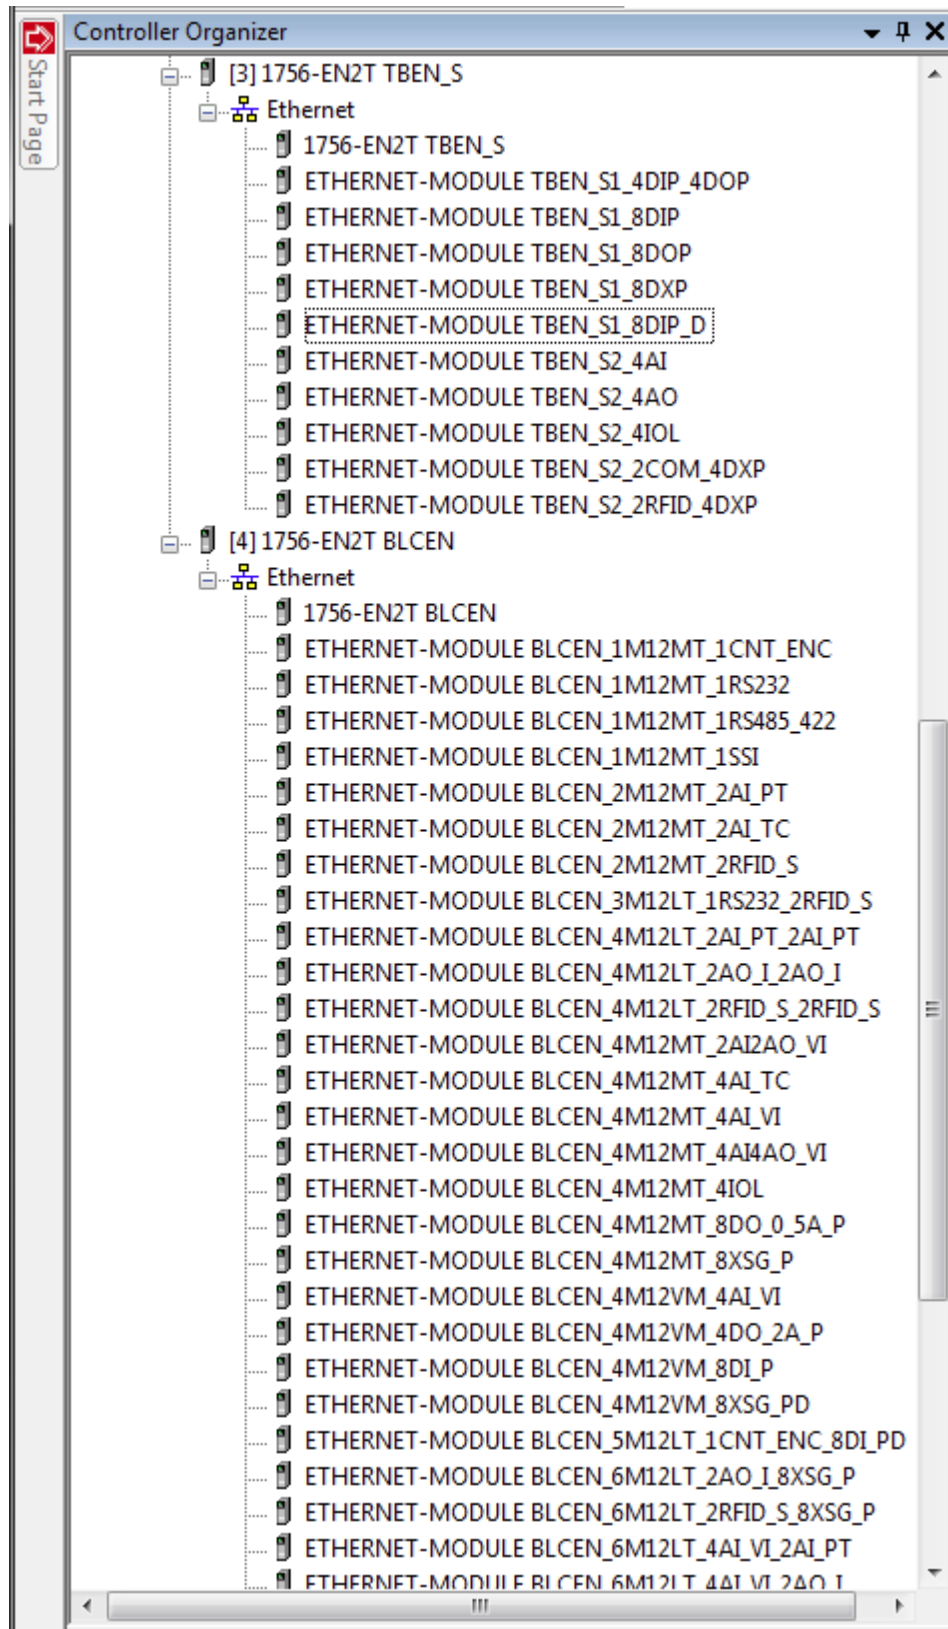 Controller Organizer
Start Page
[3] 1756-EN2T TBEN_S
Ethernet
1756-EN2T TBEN_S
ETHERNET-MODULE TBEN_S1_4DIP_4DOP
ETHERNET-MODULE TBEN_S1_8DIP
ETHERNET-MODULE TBEN_S1_8DOP
ETHERNET-MODULE TBEN_S1_8DXP
ETHERNET-MODULE TBEN_S1_8DIP_D
ETHERNET-MODULE TBEN_S2_4AI
ETHERNET-MODULE TBEN_S2_4AO
ETHERNET-MODULE TBEN_S2_4IOL
ETHERNET-MODULE TBEN_S2_2COM_4DXP
ETHERNET-MODULE TBEN_S2_2RFID_4DXP
[4] 1756-EN2T BLCEN
Ethernet
1756-EN2T BLCEN
ETHERNET-MODULE BLCEN_1M12MT_1CNT_ENC
ETHERNET-MODULE BLCEN_1M12MT_1RS232
ETHERNET-MODULE BLCEN_1M12MT_1RS485_422
ETHERNET-MODULE BLCEN_1M12MT_1SSI
ETHERNET-MODULE BLCEN_2M12MT_2AI_PT
ETHERNET-MODULE BLCEN_2M12MT_2AI_TC
ETHERNET-MODULE BLCEN_2M12MT_2RFID_S
ETHERNET-MODULE BLCEN_3M12LT_1RS232_2RFID_S
ETHERNET-MODULE BLCEN_4M12LT_2AI_PT_2AI_PT
ETHERNET-MODULE BLCEN_4M12LT_2AO_I_2AO_I
ETHERNET-MODULE BLCEN_4M12LT_2RFID_S_2RFID_S
ETHERNET-MODULE BLCEN_4M12MT_2AI2AO_VI
ETHERNET-MODULE BLCEN_4M12MT_4AI_TC
ETHERNET-MODULE BLCEN_4M12MT_4AI_VI
ETHERNET-MODULE BLCEN_4M12MT_4AI4AO_VI
ETHERNET-MODULE BLCEN_4M12MT_4IOL
ETHERNET-MODULE BLCEN_4M12MT_8DO_0_5A_P
ETHERNET-MODULE BLCEN_4M12MT_8XSG_P
ETHERNET-MODULE BLCEN_4M12VM_4AI_VI
ETHERNET-MODULE BLCEN_4M12VM_4DO_2A_P
ETHERNET-MODULE BLCEN_4M12VM_8DI_P
ETHERNET-MODULE BLCEN_4M12VM_8XSG_PD
ETHERNET-MODULE BLCEN_5M12LT_1CNT_ENC_8DI_PD
ETHERNET-MODULE BLCEN_6M12LT_2AO_I_8XSG_P
ETHERNET-MODULE BLCEN_6M12LT_2RFID_S_8XSG_P
ETHERNET-MODULE BLCEN_6M12LT_4AI_VI_2AI_PT
ETHERNET-MODULE BLCEN_6M12LT_4AI_VI_2AO_I